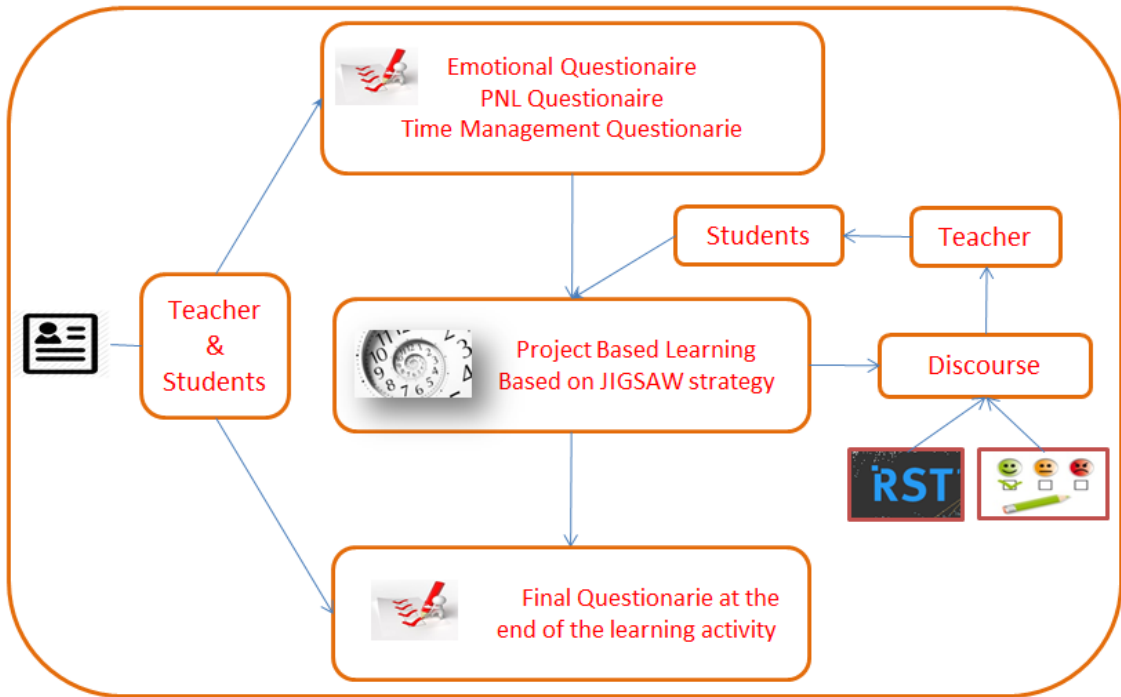 Emotional Questionaire
PNL Questionaire
Time Management Questionarie
Students
Teacher
Teacher
&
Students
Project Based Learning
Based on JIGSAW strategy
Discourse
RST
Final Questionarie at the
end of the learning activity